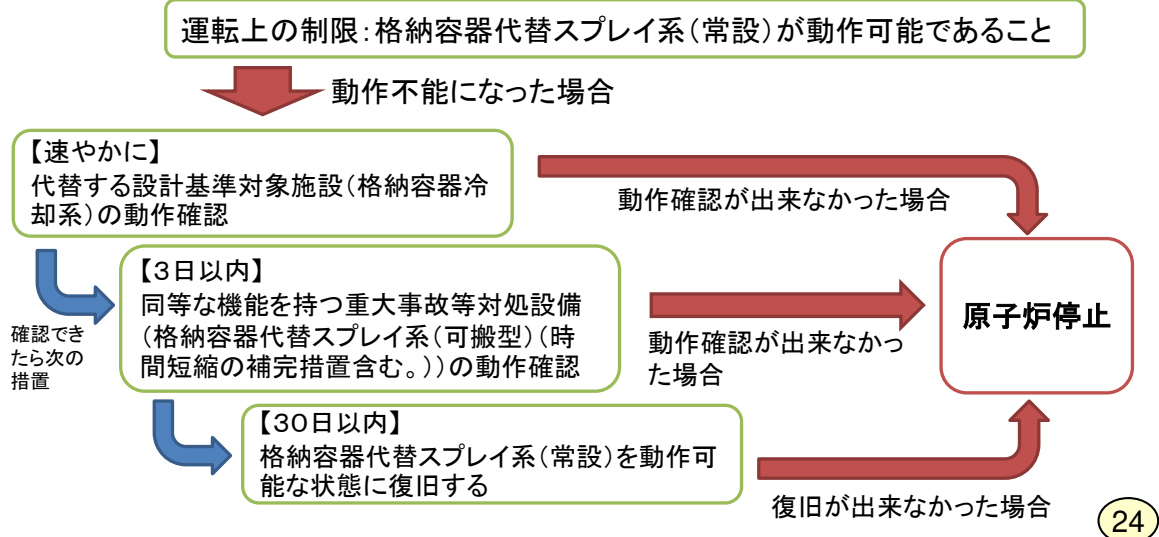 運転上の制限：格納容器代替スプレイ系（常設）が動作可能であること
動作不能になった場合
【速やかに】
代替する設計基準対象施設（格納容器冷
却系）の動作確認
動作確認が出来なかった場合
確認でき
たら次の
措置
【３日以内】
同等な機能を持つ重大事故等対処設備
（格納容器代替スプレイ系（可搬型）（時
間短縮の補完措置含む。））の動作確認
動作確認が出来なかっ
た場合
原子炉停止
【３０日以内】
格納容器代替スプレイ系（常設）を動作可
能な状態に復旧する
復旧が出来なかった場合
24